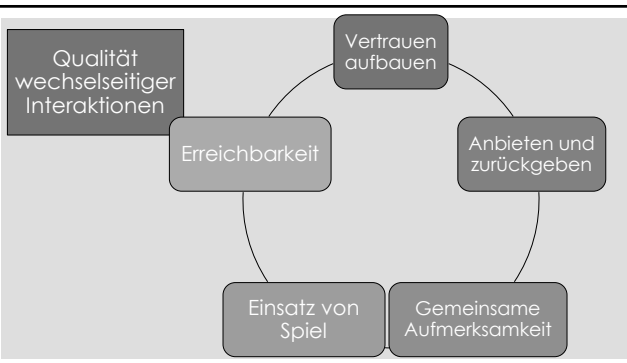 Qualität
wechselseitiger
Interaktionen
Vertrauen
aufbauen
Anbieten und
zurückgeben
Gemeinsame
Aufmerksamkeit
Einsatz von
Spiel
Erreichbarkeit